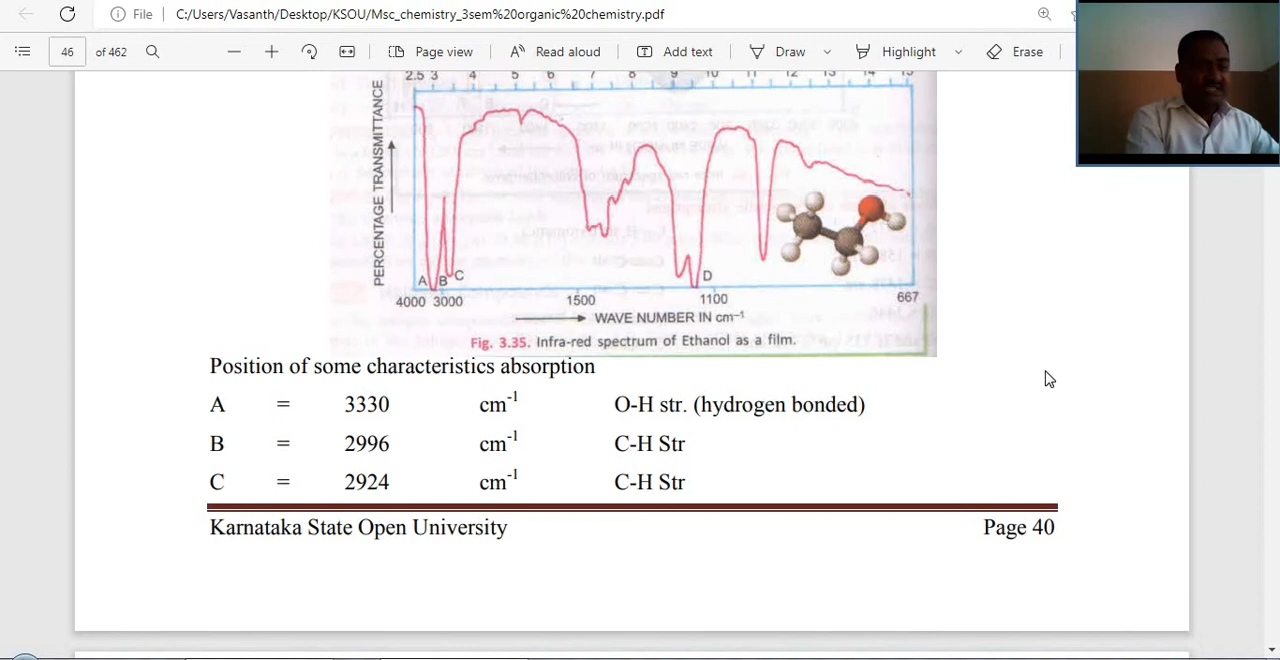 File C:/Users/Vasanth/Desktop/KSOU/Msc_chemistry_3sem%20organic%20chemistry.pdf
46 of 462 Page view Read aloud Add text Draw Highlight Erase
2.5 3 4 5 6 7 8 9 10 11 12 13 14 15
PERCENTAGE TRANSMITTANCE
A B C D
4000 3000 1500 1100 667
WAVE NUMBER IN cm⁻¹
Fig. 3.35. Infra-red spectrum of Ethanol as a film.
Position of some characteristics absorption
A = 3330 cm⁻¹ O-H str. (hydrogen bonded)
B = 2996 cm⁻¹ C-H Str
C = 2924 cm⁻¹ C-H Str
Karnataka State Open University Page 40